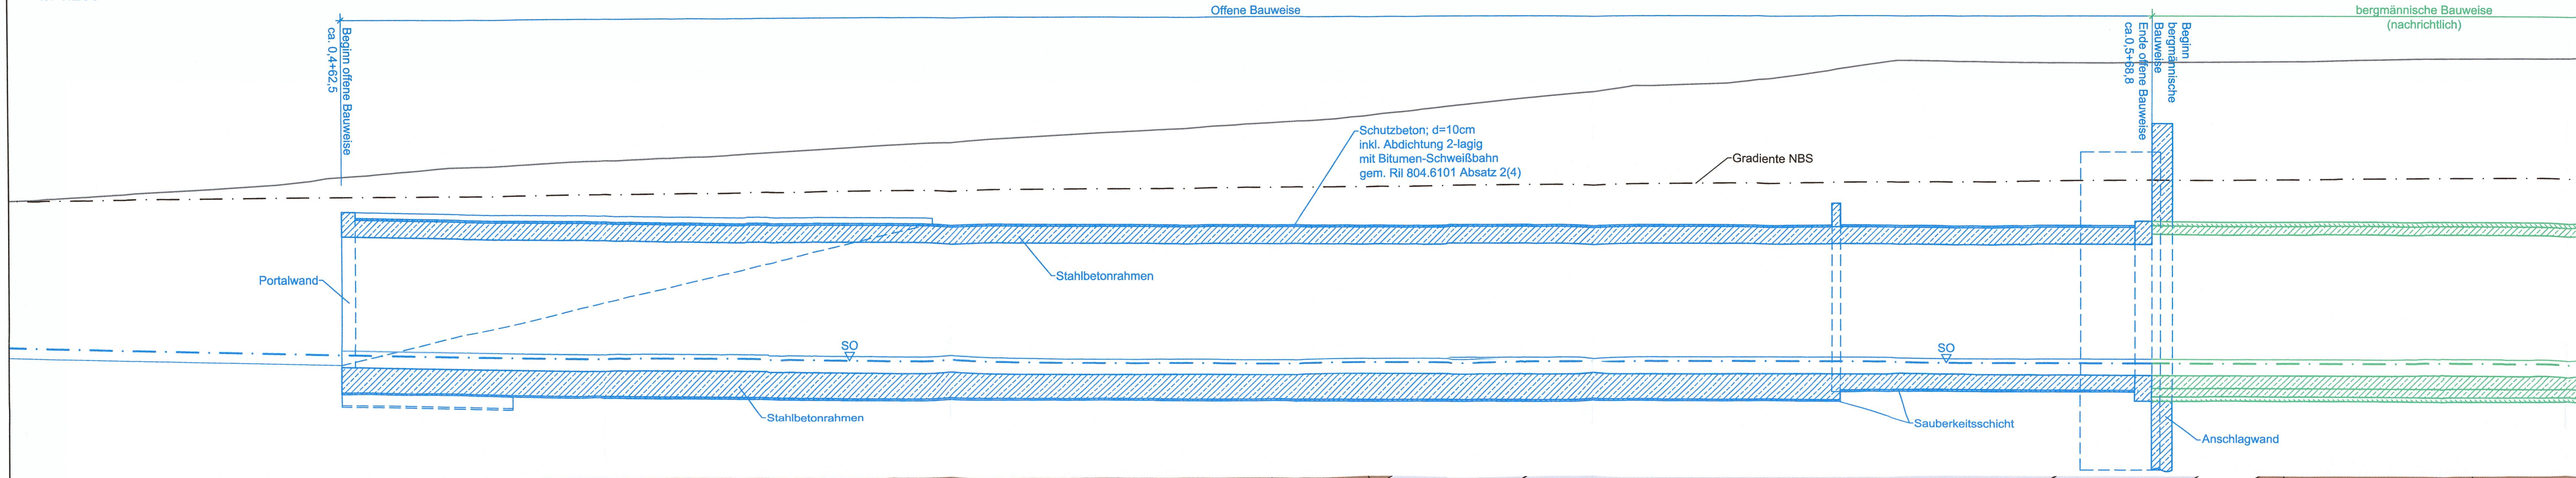 Offene Bauweise
bergmännische Bauweise
(nachrichtlich)
Beginn offene Bauweise
ca. 0,4+62,5
Beginn
bergmännische
Bauweise
Ende offene Bauweise
ca.0,5+68,8
Schutzbeton; d=10cm
inkl. Abdichtung 2-lagig
mit Bitumen-Schweißbahn
gem. Ril 804.6101 Absatz 2(4)
Gradiente NBS
Portalwand
Stahlbetonrahmen
SO
SO
Stahlbetonrahmen
Sauberkeitsschicht
Anschlagwand